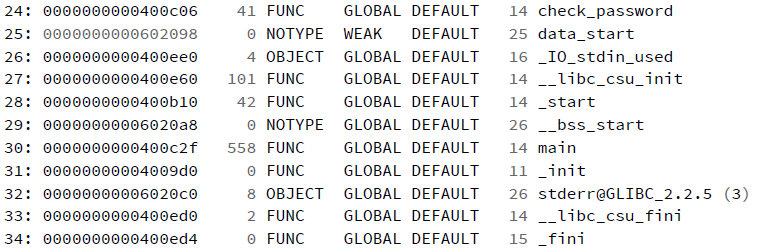 24: 0000000000400c06 41 FUNC GLOBAL DEFAULT 14 check_password
25: 0000000000602098 0 NOTYPE WEAK DEFAULT 25 data_start
26: 0000000000400ee0 4 OBJECT GLOBAL DEFAULT 16 _IO_stdin_used
27: 0000000000400e60 101 FUNC GLOBAL DEFAULT 14 __libc_csu_init
28: 0000000000400b10 42 FUNC GLOBAL DEFAULT 14 _start
29: 00000000006020a8 0 NOTYPE GLOBAL DEFAULT 26 __bss_start
30: 0000000000400c2f 558 FUNC GLOBAL DEFAULT 14 main
31: 00000000004009d0 0 FUNC GLOBAL DEFAULT 11 _init
32: 00000000006020c0 8 OBJECT GLOBAL DEFAULT 26 stderr@GLIBC_2.2.5 (3)
33: 0000000000400ed0 2 FUNC GLOBAL DEFAULT 14 __libc_csu_fini
34: 0000000000400ed4 0 FUNC GLOBAL DEFAULT 15 _fini